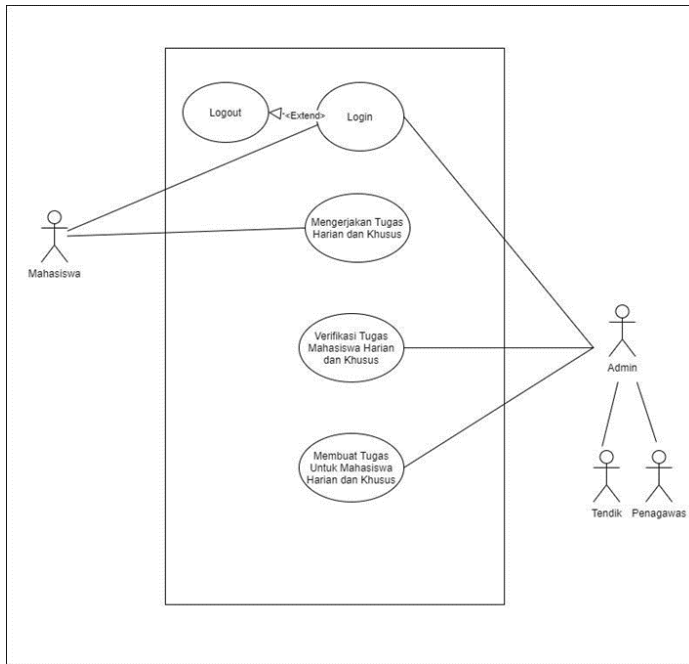 Logout
<Extend>
Login
Mengerjakan Tugas
Harian dan Khusus
Mahasiswa
Verifikasi Tugas
Mahasiswa Harian
dan Khusus
Admin
Membuat Tugas
Untuk Mahasiswa
Harian dan Khusus
Tendik
Penagawas